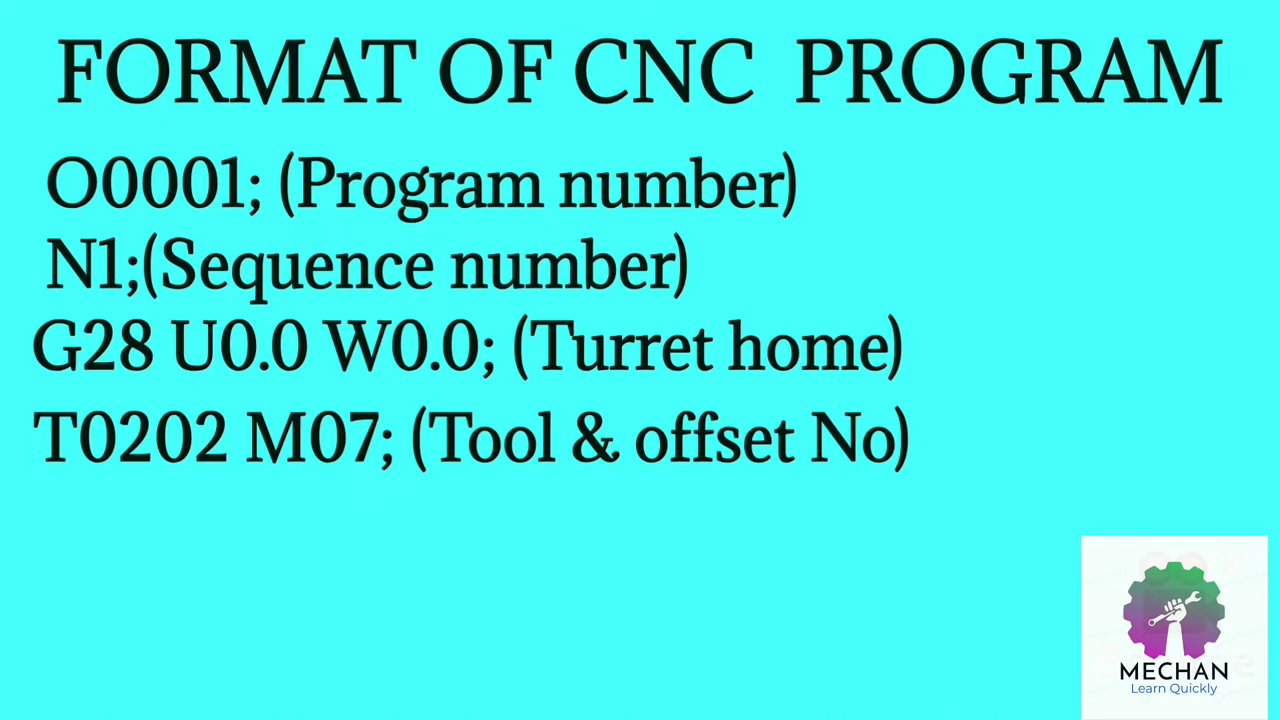 FORMAT OF CNC PROGRAM
O0001; (Program number)
N1;(Sequence number)
G28 U0.0 W0.0; (Turret home)
T0202 M07; (Tool & offset No)
MECHAN
Learn Quickly